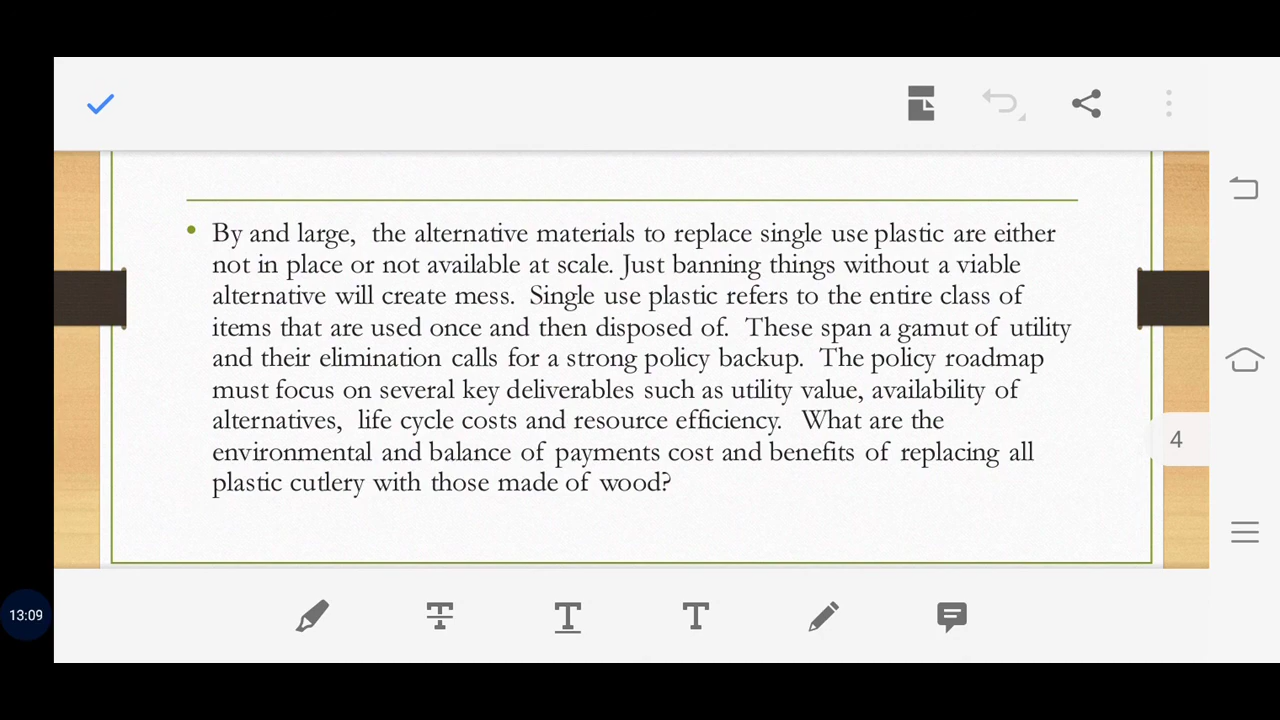 By and large, the alternative materials to replace single use plastic are either
not in place or not available at scale. Just banning things without a viable
alternative will create mess. Single use plastic refers to the entire class of
items that are used once and then disposed of. These span a gamut of utility
and their elimination calls for a strong policy backup. The policy roadmap
must focus on several key deliverables such as utility value, availability of
alternatives, life cycle costs and resource efficiency. What are the
environmental and balance of payments cost and benefits of replacing all
plastic cutlery with those made of wood?
4
13:09